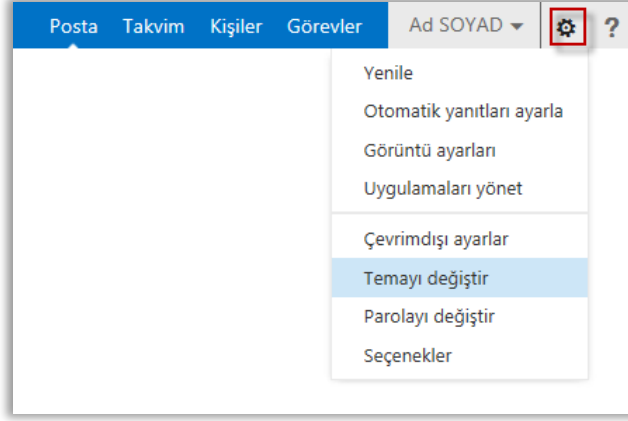 Posta Takvim Kişiler Görevler Ad SOYAD ?
Yenile
Otomatik yanıtları ayarla
Görüntü ayarları
Uygulamaları yönet
Çevrimdışı ayarlar
Temayı değiştir
Parolayı değiştir
Seçenekler